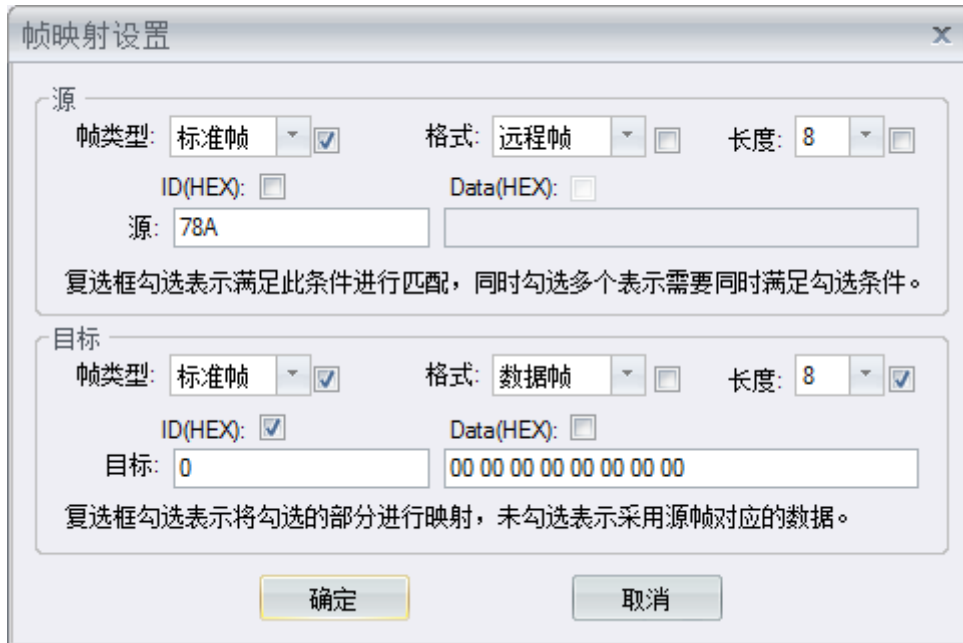 帧映射设置
源
帧类型: 标准帧 格式: 远程帧 长度: 8
ID(HEX): Data(HEX):
源: 78A
复选框勾选表示满足此条件进行匹配，同时勾选多个表示需要同时满足勾选条件。
目标
帧类型: 标准帧 格式: 数据帧 长度: 8
ID(HEX): Data(HEX):
目标: 0 00 00 00 00 00 00 00 00
复选框勾选表示将勾选的部分进行映射，未勾选表示采用源帧对应的数据。
确定 取消